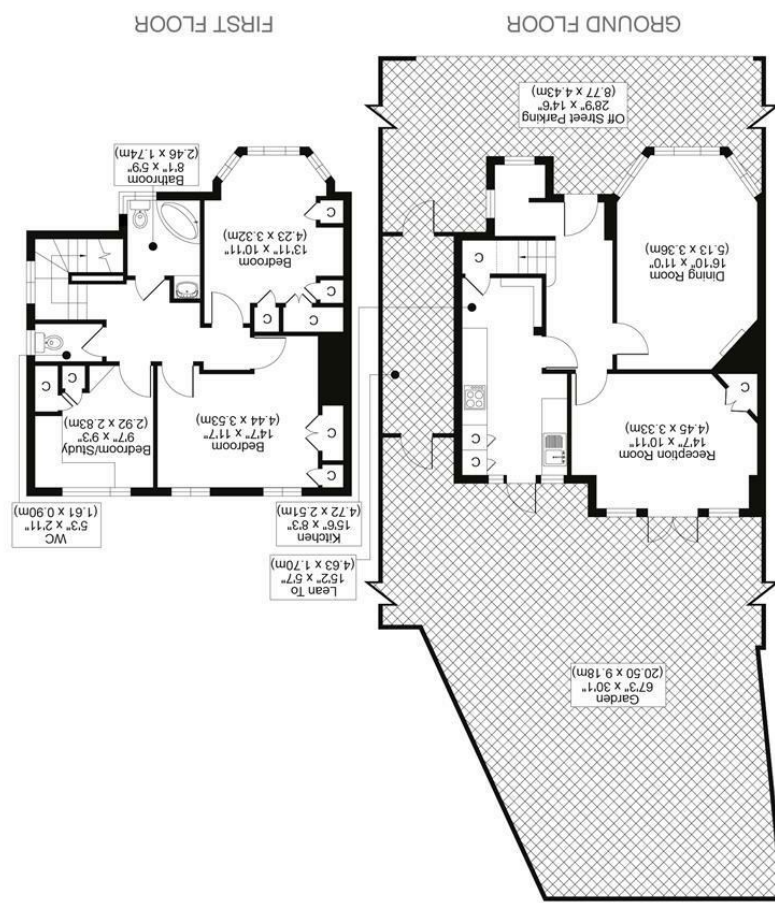 Garden
67'3" x 30'1"
(20.50 x 9.18m)
Reception Room
14'7" x 10'11"
(4.45 x 3.33m)
C
C
C
Dining Room
16'10" x 11'0"
(5.13 x 3.36m)
C
Off Street Parking
28'9" x 14'6"
(8.77 x 4.43m)
GROUND FLOOR
Lean To
15'2" x 5'7"
(4.63 x 1.70m)
Kitchen
15'6" x 8'3"
(4.72 x 2.51m)
WC
5'3" x 2'11"
(1.61 x 0.90m)
C
C
Bedroom
14'7" x 11'7"
(4.44 x 3.53m)
Bedroom/Study
9'7" x 9'3"
(2.92 x 2.83m)
C
C
C
C
C
C
Bedroom
13'11" x 10'11"
(4.23 x 3.32m)
Bathroom
8'1" x 5'9"
(2.46 x 1.74m)
FIRST FLOOR